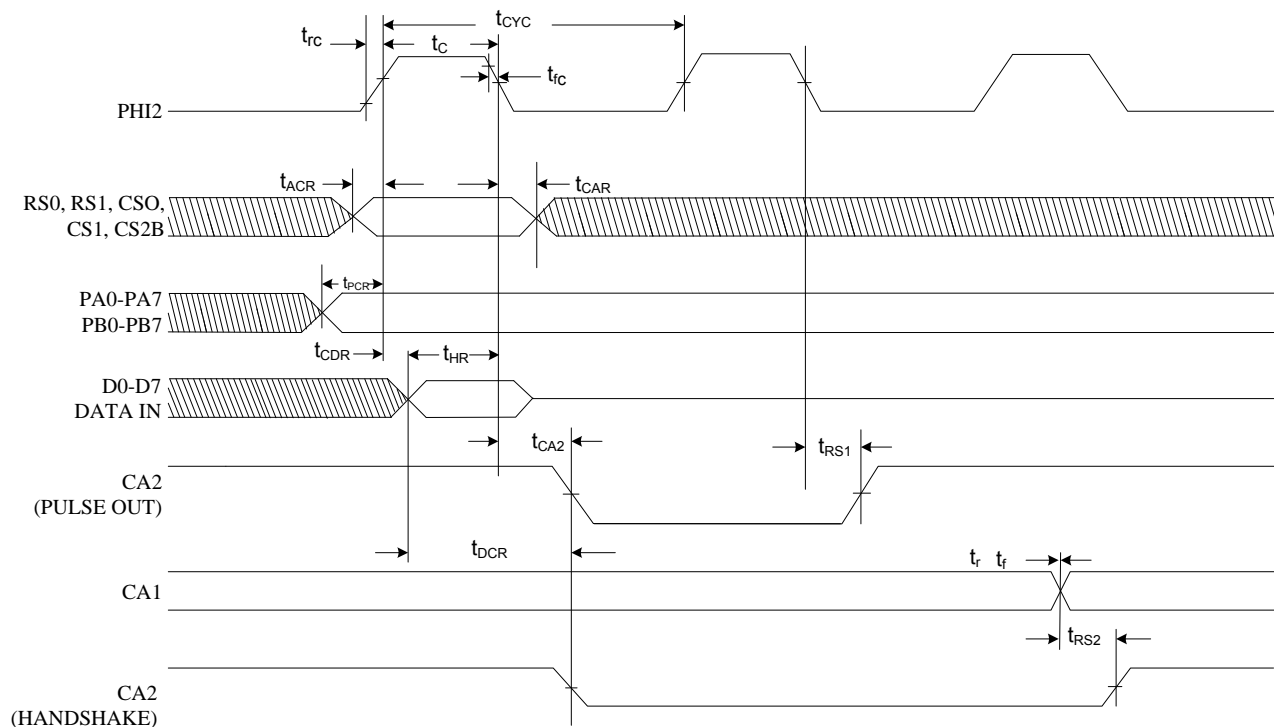 tCYC
trc
tC
tfc
PHI2
tACR
tCAR
RS0, RS1, CSO,
CS1, CS2B
tPCR
PA0-PA7
PB0-PB7
tCDR
tHR
D0-D7
DATA IN
tCA2
tRS1
CA2
(PULSE OUT)
tDCR
tr tf
CA1
tRS2
CA2
(HANDSHAKE)